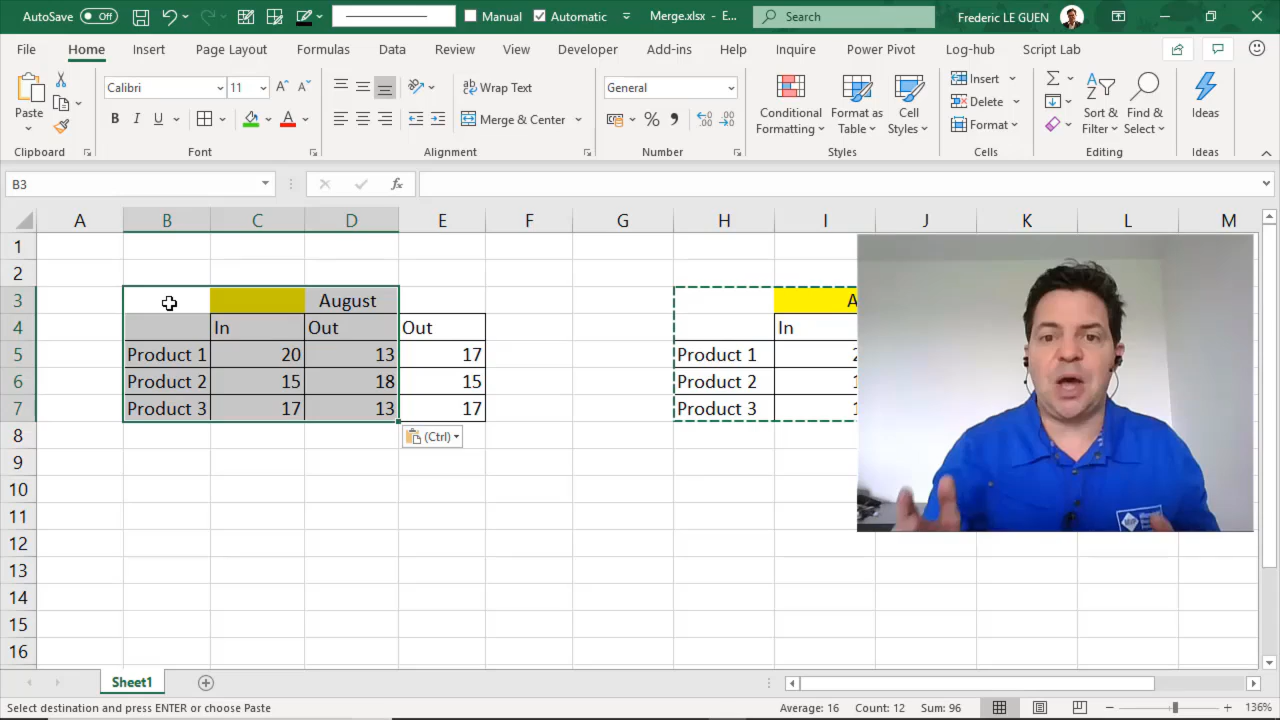 AutoSave Off Manual Automatic Merge.xlsx - E... Search Frederic LE GUEN
File Home Insert Page Layout Formulas Data Review View Developer Add-ins Help Inquire Power Pivot Log-hub Script Lab
Paste
Calibri 11
B I U A
Wrap Text
Merge & Center
General
Conditional Formatting
Format as Table
Cell Styles
Insert
Delete
Format
Sort & Filter
Find & Select
Ideas
Clipboard Font Alignment Number Styles Cells Editing Ideas
B3 fx
A B C D E F G H I J K L M
1
2
3 August A
4 In Out Out In
5 Product 1 20 13 17 Product 1
6 Product 2 15 18 15 Product 2
7 Product 3 17 13 17 Product 3
8 (Ctrl)
9
10
11
12
13
14
15
16
Sheet1
Select destination and press ENTER or choose Paste Average: 16 Count: 12 Sum: 96 136%